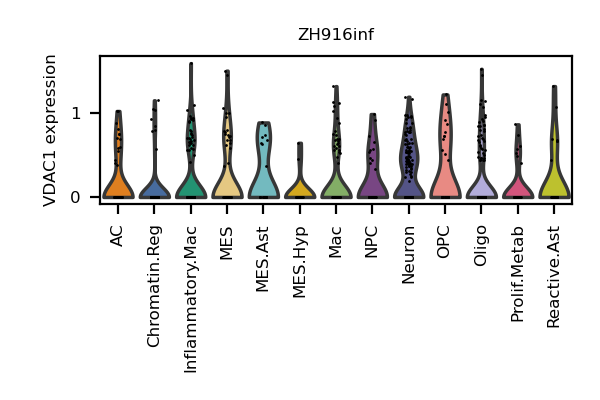 ZH916inf
VDAC1 expression
1
0
AC
Chromatin.Reg
Inflammatory.Mac
MES
MES.Ast
MES.Hyp
Mac
NPC
Neuron
OPC
Oligo
Prolif.Metab
Reactive.Ast